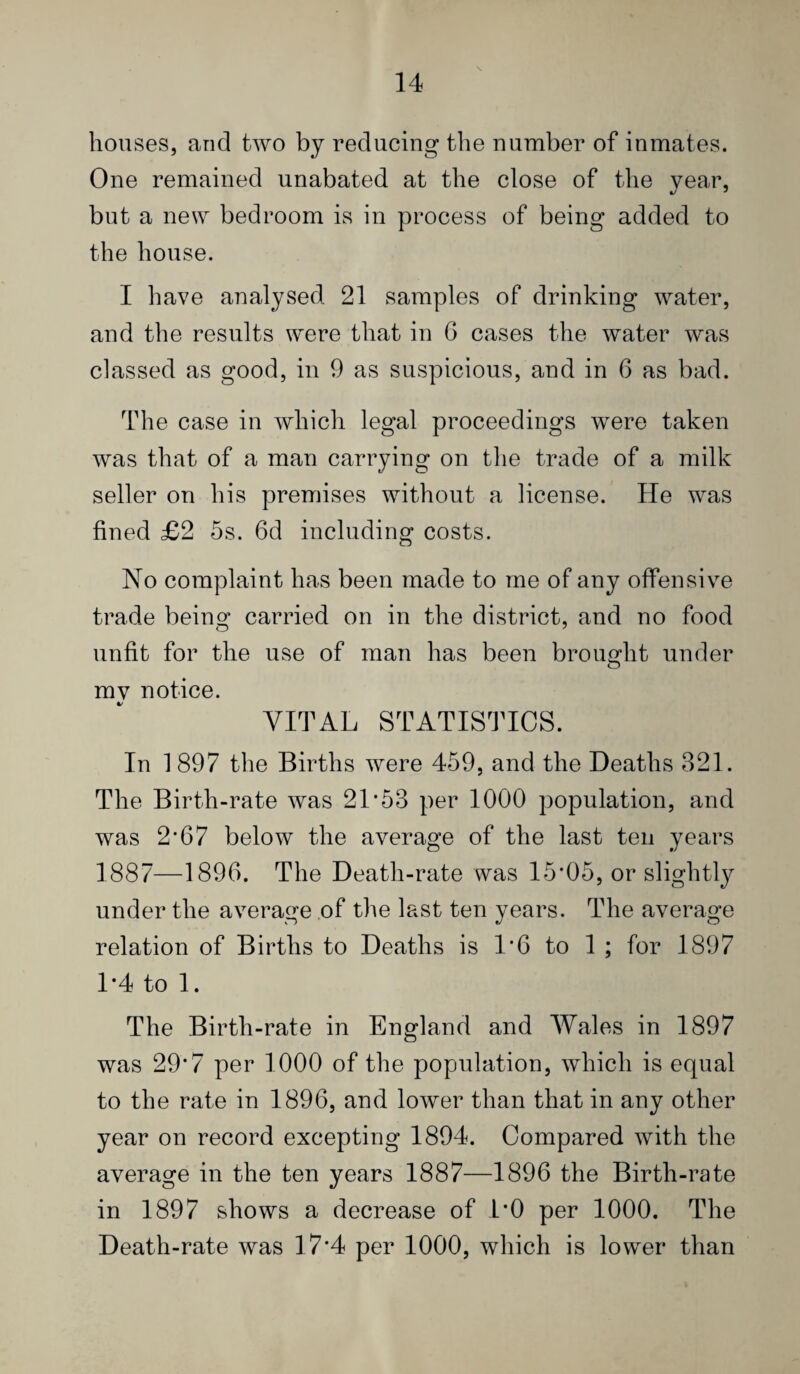 14
houses, and two by reducing the number of inmates.
One remained unabated at the close of the year,
but a new bedroom is in process of being added to
the house.
I have analysed 21 samples of drinking water,
and the results were that in 6 cases the water was
classed as good, in 9 as suspicious, and in 6 as bad.
The case in which legal proceedings were taken
was that of a man carrying on the trade of a milk
seller on his premises without a license. He was
fined £2 5s. 6d including costs.
No complaint has been made to me of any offensive
trade being carried on in the district, and no food
unfit for the use of man has been brought under
my notice.
VITAL STATISTICS.
In 1897 the Births were 459, and the Deaths 321.
The Birth-rate was 21·53 per 1000 population, and
was 2·67 below the average of the last ten years
1887—1896. The Death-rate was 15·05, or slightly
under the average of the last ten years. The average
relation of Births to Deaths is 1·6 to 1 ; for 1897
1·4 to 1.
The Birth-rate in England and Wales in 1897
was 29·7 per 1000 of the population, which is equal
to the rate in 1896, and lower than that in any other
year on record excepting 1894. Compared with the
average in the ten years 1887—1896 the Birth-rate
in 1897 shows a decrease of 1·0 per 1000. The
Death-rate was 17·4 per 1000, which is lower than